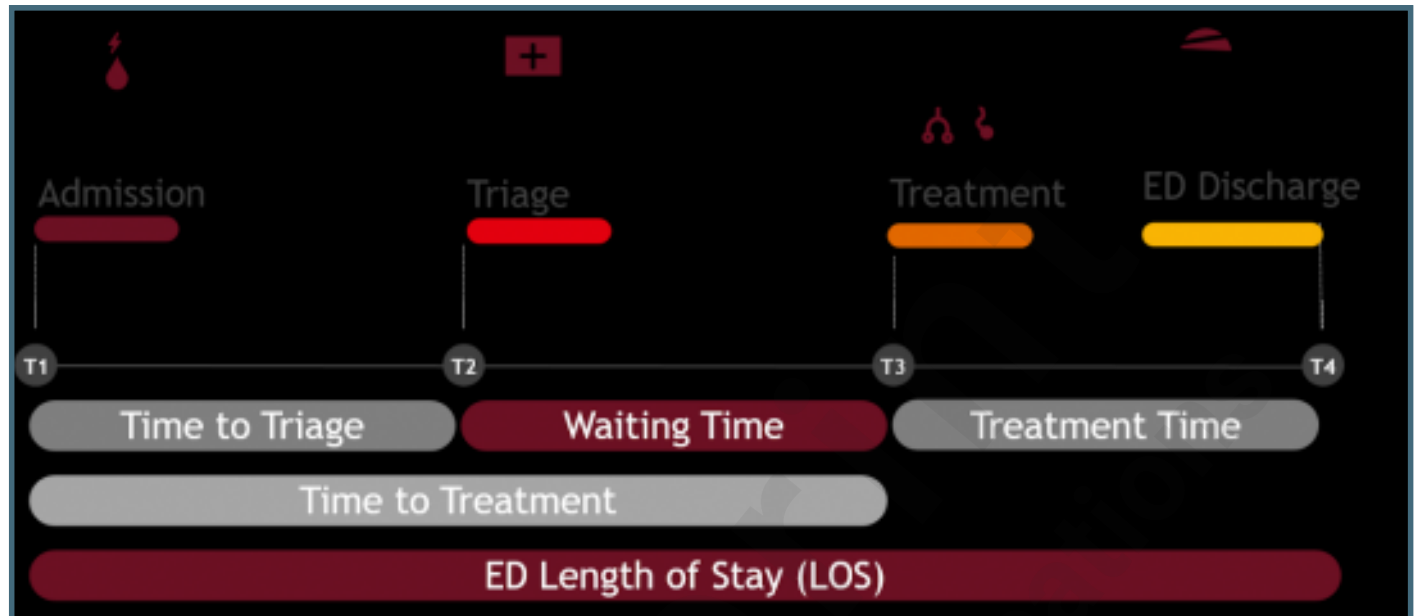 Admission
Triage
Treatment
ED Discharge
T1
T2
T3
T4
Time to Triage
Waiting Time
Treatment Time
Time to Treatment
ED Length of Stay (LOS)